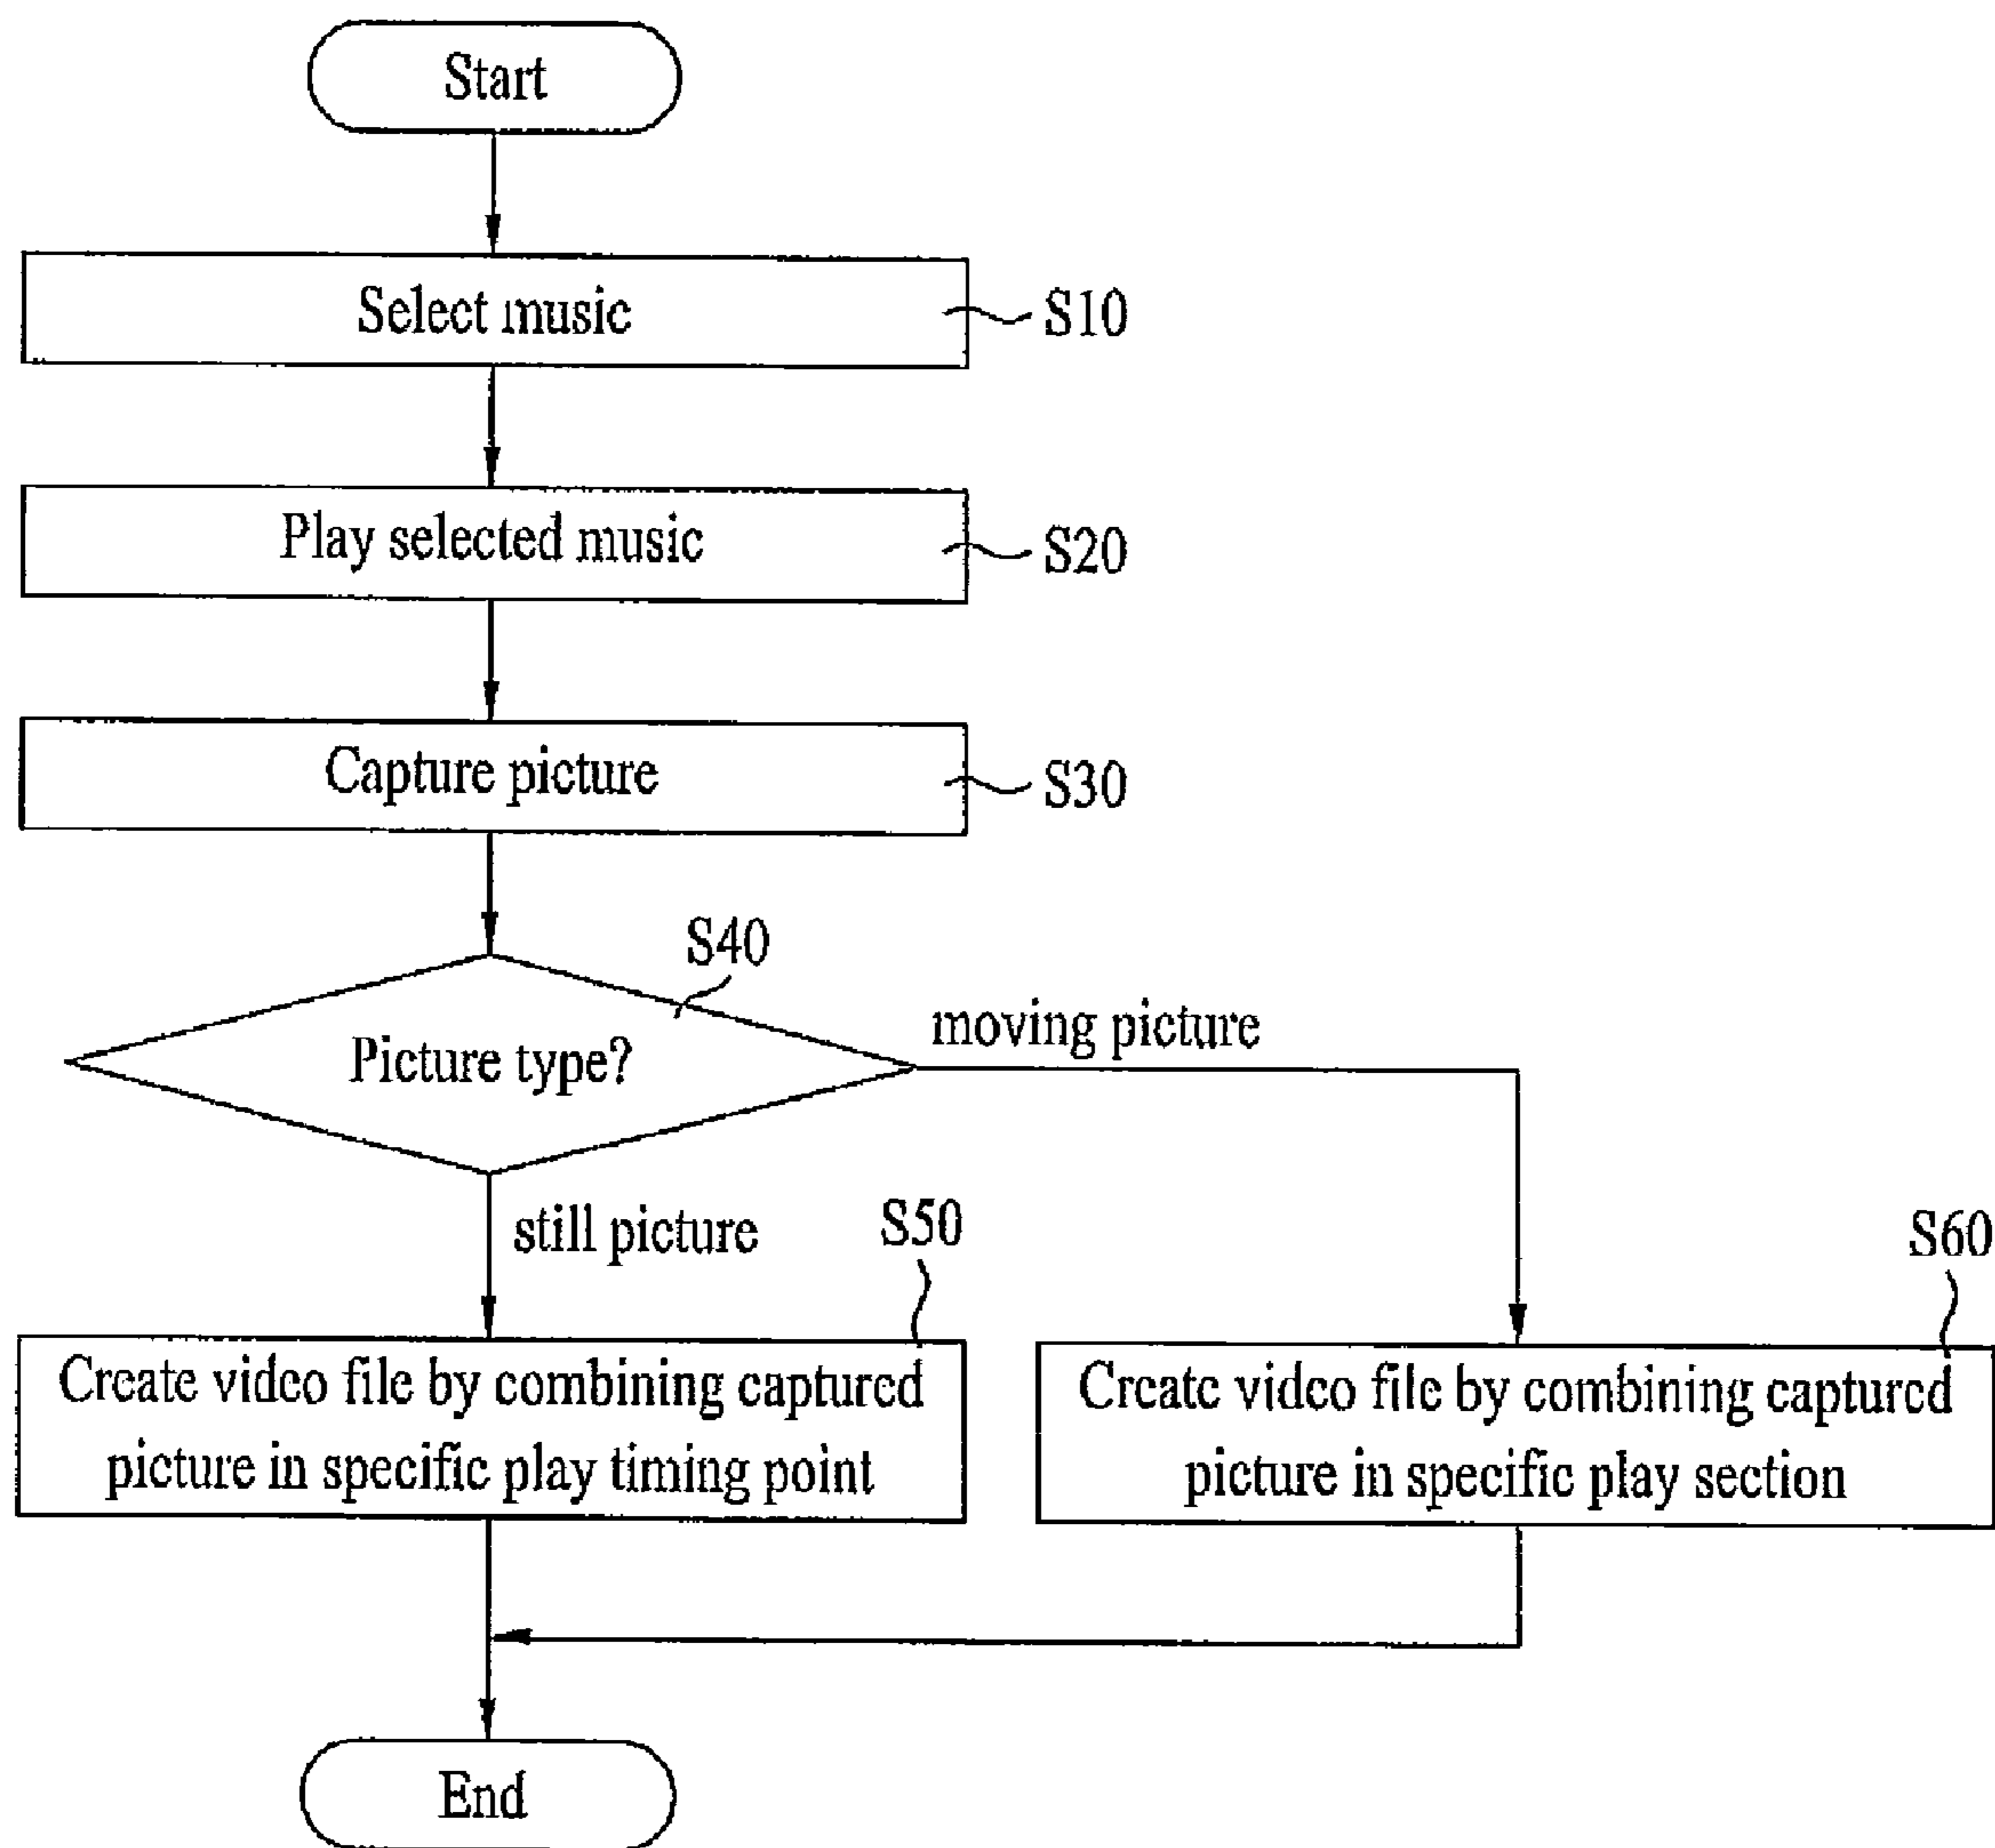 Start
Select music
S10
Play selected music
S20
Capture picture
S30
S40
Picture type?
moving picture
still picture
S50
S60
Create video file by combining captured
picture in specific play timing point
Create video file by combining captured
picture in specific play section
End